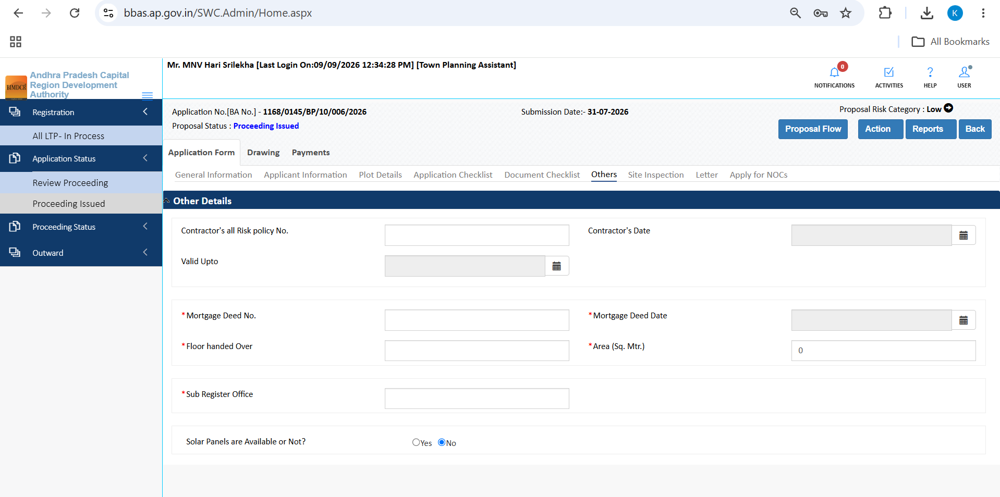 bbas.ap.gov.in/SWC.Admin/Home.aspx
K
All Bookmarks
BIMDCR
Andhra Pradesh Capital
Region Development
Authority
Mr. MNV Hari Srilekha [Last Login On:09/09/2026 12:34:28 PM] [Town Planning Assistant]
0
NOTIFICATIONS
ACTIVITIES
HELP
USER
Registration
All LTP- In Process
Application Status
Review Proceeding
Proceeding Issued
Proceeding Status
Outward
Application No.[BA No.] - 1168/0145/BP/10/006/2026
Submission Date:- 31-07-2026
Proposal Risk Category : Low
Proposal Status : Proceeding Issued
Proposal Flow
Action
Reports
Back
Application Form
Drawing
Payments
General Information
Applicant Information
Plot Details
Application Checklist
Document Checklist
Others
Site Inspection
Letter
Apply for NOCs
Other Details
Contractor's all Risk policy No.
Contractor's Date
Valid Upto
*Mortgage Deed No.
*Mortgage Deed Date
*Floor handed Over
*Area (Sq. Mtr.)
0
*Sub Register Office
Solar Panels are Available or Not?
Yes
No